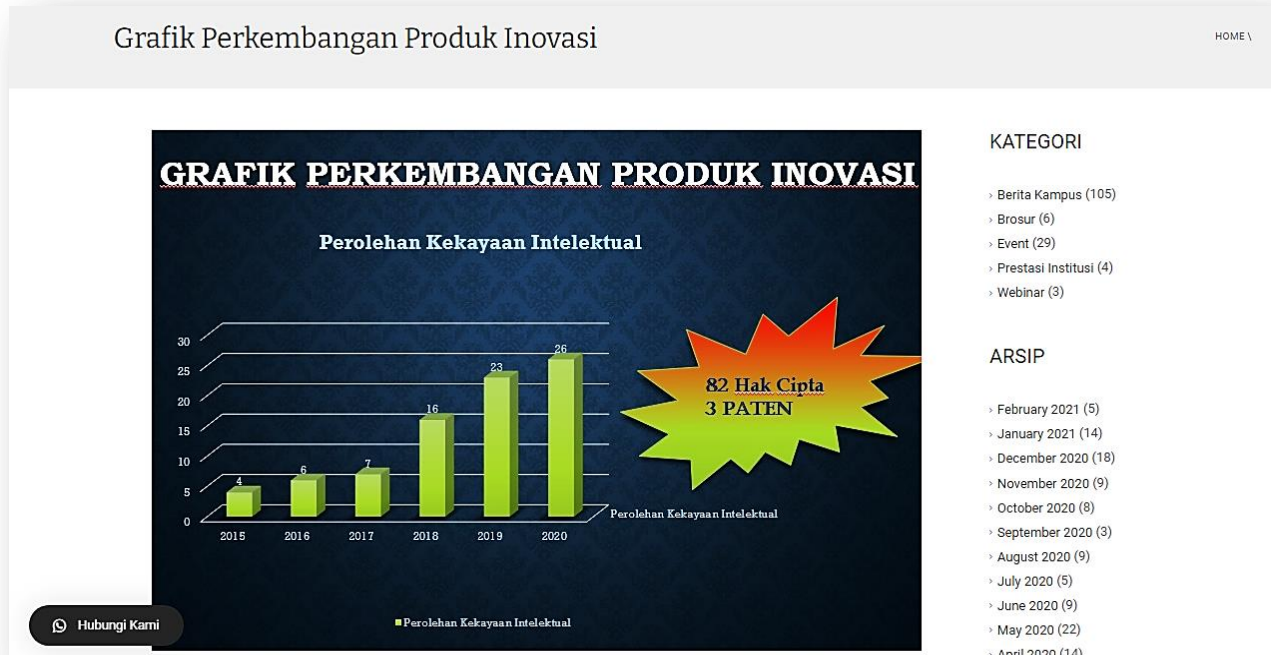 Grafik Perkembangan Produk Inovasi
HOME \
GRAFIK PERKEMBANGAN PRODUK INOVASI
Perolehan Kekayaan Intelektual
30
25
20
15
10
5
0
4
6
7
16
23
26
2015 2016 2017 2018 2019 2020
Perolehan Kekayaan Intelektual
82 Hak Cipta
3 PATEN
Perolehan Kekayaan Intelektual
Hubungi Kami
KATEGORI
› Berita Kampus (105)
› Brosur (6)
› Event (29)
› Prestasi Institusi (4)
› Webinar (3)
ARSIP
› February 2021 (5)
› January 2021 (14)
› December 2020 (18)
› November 2020 (9)
› October 2020 (8)
› September 2020 (3)
› August 2020 (9)
› July 2020 (5)
› June 2020 (9)
› May 2020 (22)
› April 2020 (14)